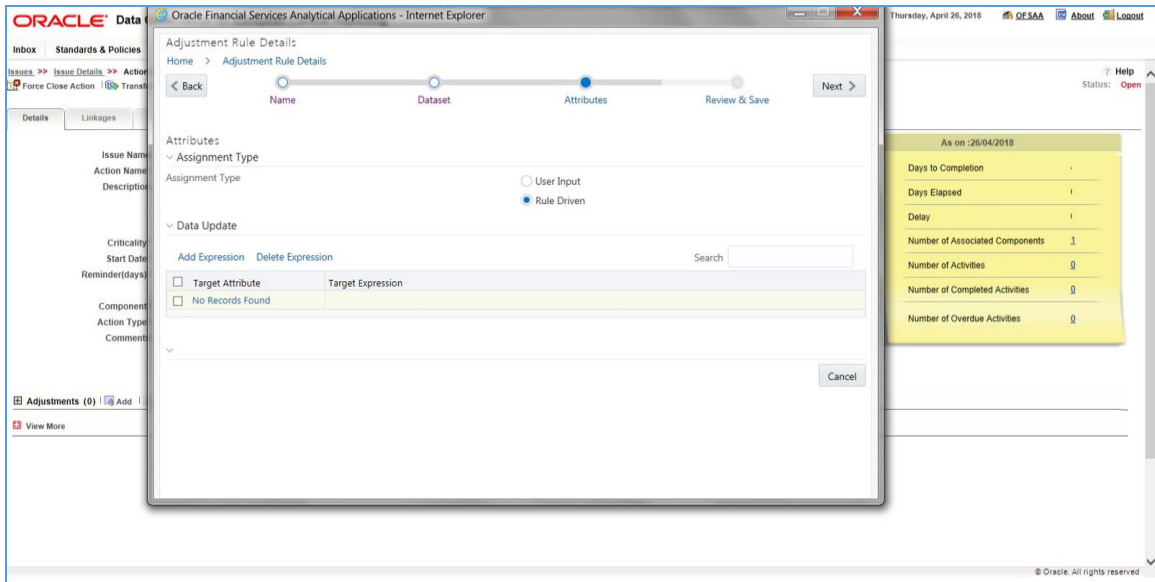 ORACLE® Data
Thursday, April 26, 2018 OFSAA About Logout
Inbox Standards & Policies
Issues >> Issue Details >> Action
Force Close Action
? Help
Status: Open
Details Linkages
Issue Name
Action Name
Description
Criticality
Start Date
Reminder(days)
Component
Action Type
Comment
Adjustments (0) Add
View More
Oracle Financial Services Analytical Applications - Internet Explorer
Adjustment Rule Details
Home > Adjustment Rule Details
< Back
Name
Dataset
Attributes
Review & Save
Next >
Attributes
Assignment Type
Assignment Type
User Input
Rule Driven
Data Update
Add Expression Delete Expression
Search
Target Attribute Target Expression
No Records Found
Cancel
As on :26/04/2018
Days to Completion
Days Elapsed
Delay
Number of Associated Components 1
Number of Activities 0
Number of Completed Activities 0
Number of Overdue Activities 0
© Oracle. All rights reserved